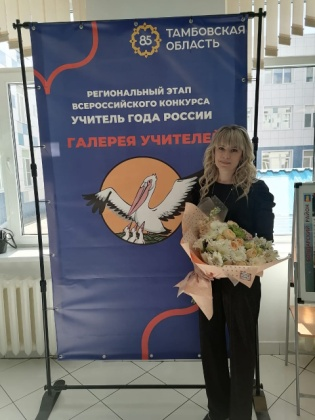 85
ТАМБОВСКАЯ
ОБЛАСТЬ
РЕГИОНАЛЬНЫЙ ЭТАП
ВСЕРОССИЙСКОГО КОНКУРСА
УЧИТЕЛЬ ГОДА РОССИИ
ГАЛЕРЕЯ УЧИТЕЛЕ